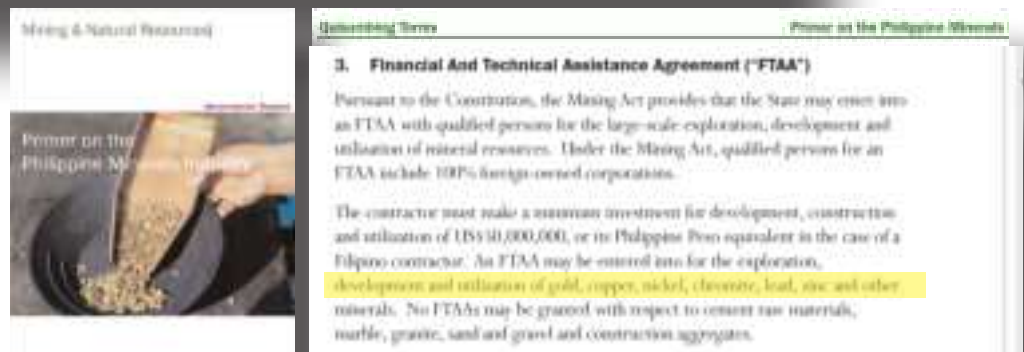 Mining & Natural Resources
Primer on the
Philippine Minerals Industry
Quisumbing Torres
Primer on the Philippine Minerals
3. Financial And Technical Assistance Agreement ("FTAA")
Pursuant to the Constitution, the Mining Act provides that the State may enter into
an FTAA with qualified persons for the large-scale exploration, development and
utilization of mineral resources. Under the Mining Act, qualified persons for an
FTAA include 100% foreign-owned corporations.
The contractor must make a minimum investment for development, construction
and utilization of US$50,000,000, or its Philippine Peso equivalent in the case of a
Filipino contractor. An FTAA may be entered into for the exploration,
development and utilization of gold, copper, nickel, chromite, lead, zinc and other
minerals. No FTAAs may be granted with respect to cement raw materials,
marble, granite, sand and gravel and construction aggregates.